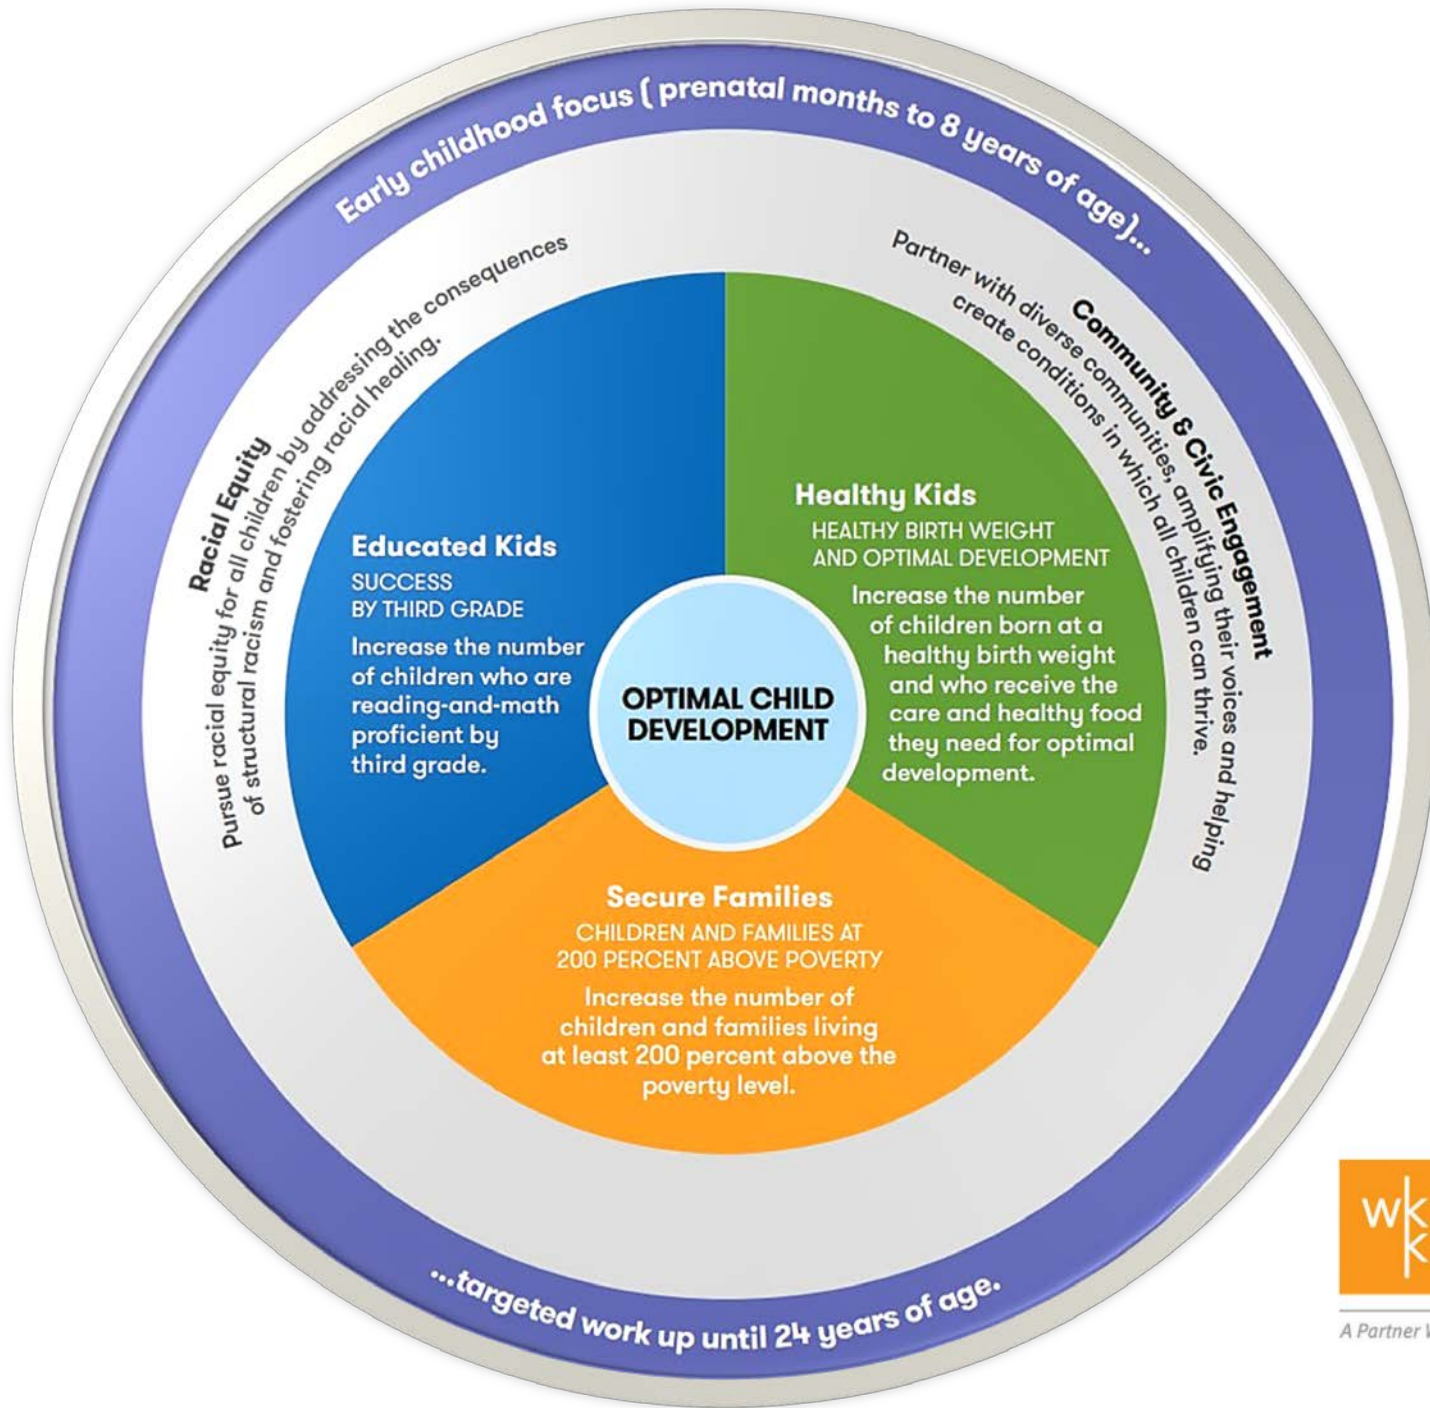 Early childhood focus ( prenatal months to 8 years of age)...
Racial Equity
Pursue racial equity for all children by addressing the consequences
of structural racism and fostering racial healing.
Community & Civic Engagement
Partner with diverse communities, amplifying their voices and helping
create conditions in which all children can thrive.
Educated Kids
SUCCESS
BY THIRD GRADE
Increase the number
of children who are
reading-and-math
proficient by
third grade.
Healthy Kids
HEALTHY BIRTH WEIGHT
AND OPTIMAL DEVELOPMENT
Increase the number
of children born at a
healthy birth weight
and who receive the
care and healthy food
they need for optimal
development.
OPTIMAL CHILD
DEVELOPMENT
Secure Families
CHILDREN AND FAMILIES AT
200 PERCENT ABOVE POVERTY
Increase the number of
children and families living
at least 200 percent above the
poverty level.
...targeted work up until 24 years of age.
wk
k
A Partner